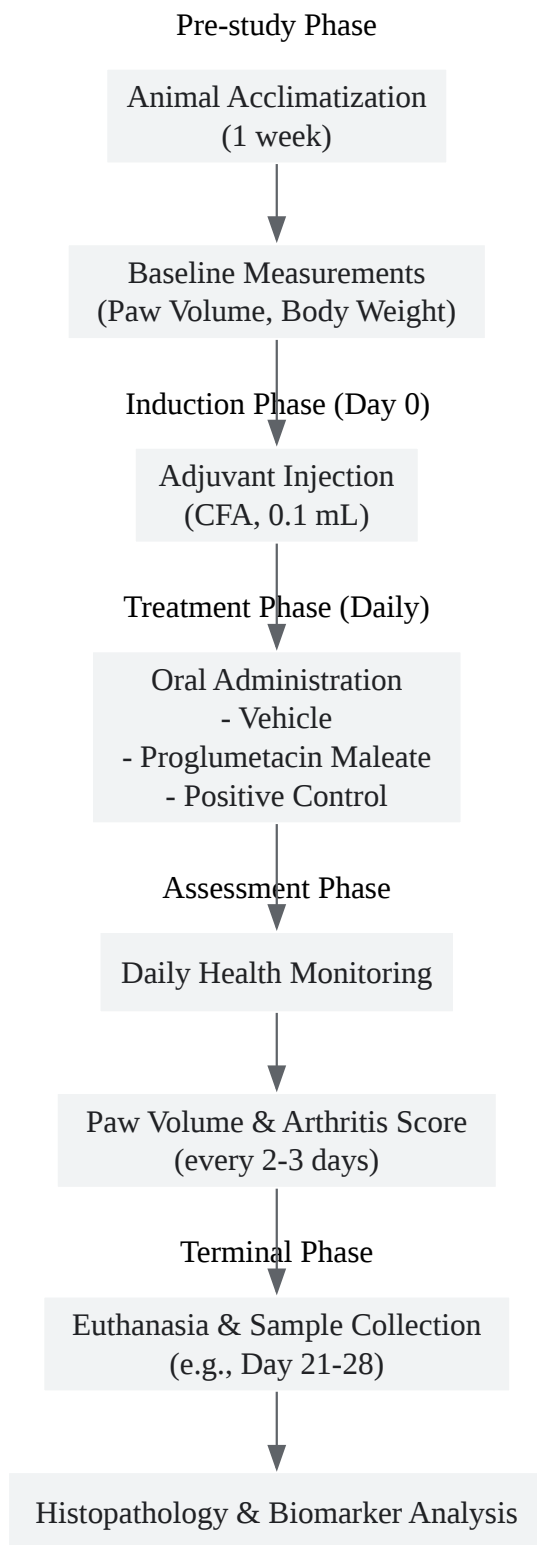 Pre-study Phase
Animal Acclimatization
(1 week)
Baseline Measurements
(Paw Volume, Body Weight)
Induction Phase (Day 0)
Adjuvant Injection
(CFA, 0.1 mL)
Treatment Phase (Daily)
Oral Administration
- Vehicle
- Proglumetacin Maleate
- Positive Control
Assessment Phase
Daily Health Monitoring
Paw Volume & Arthritis Score
(every 2-3 days)
Terminal Phase
Euthanasia & Sample Collection
(e.g., Day 21-28)
Histopathology & Biomarker Analysis